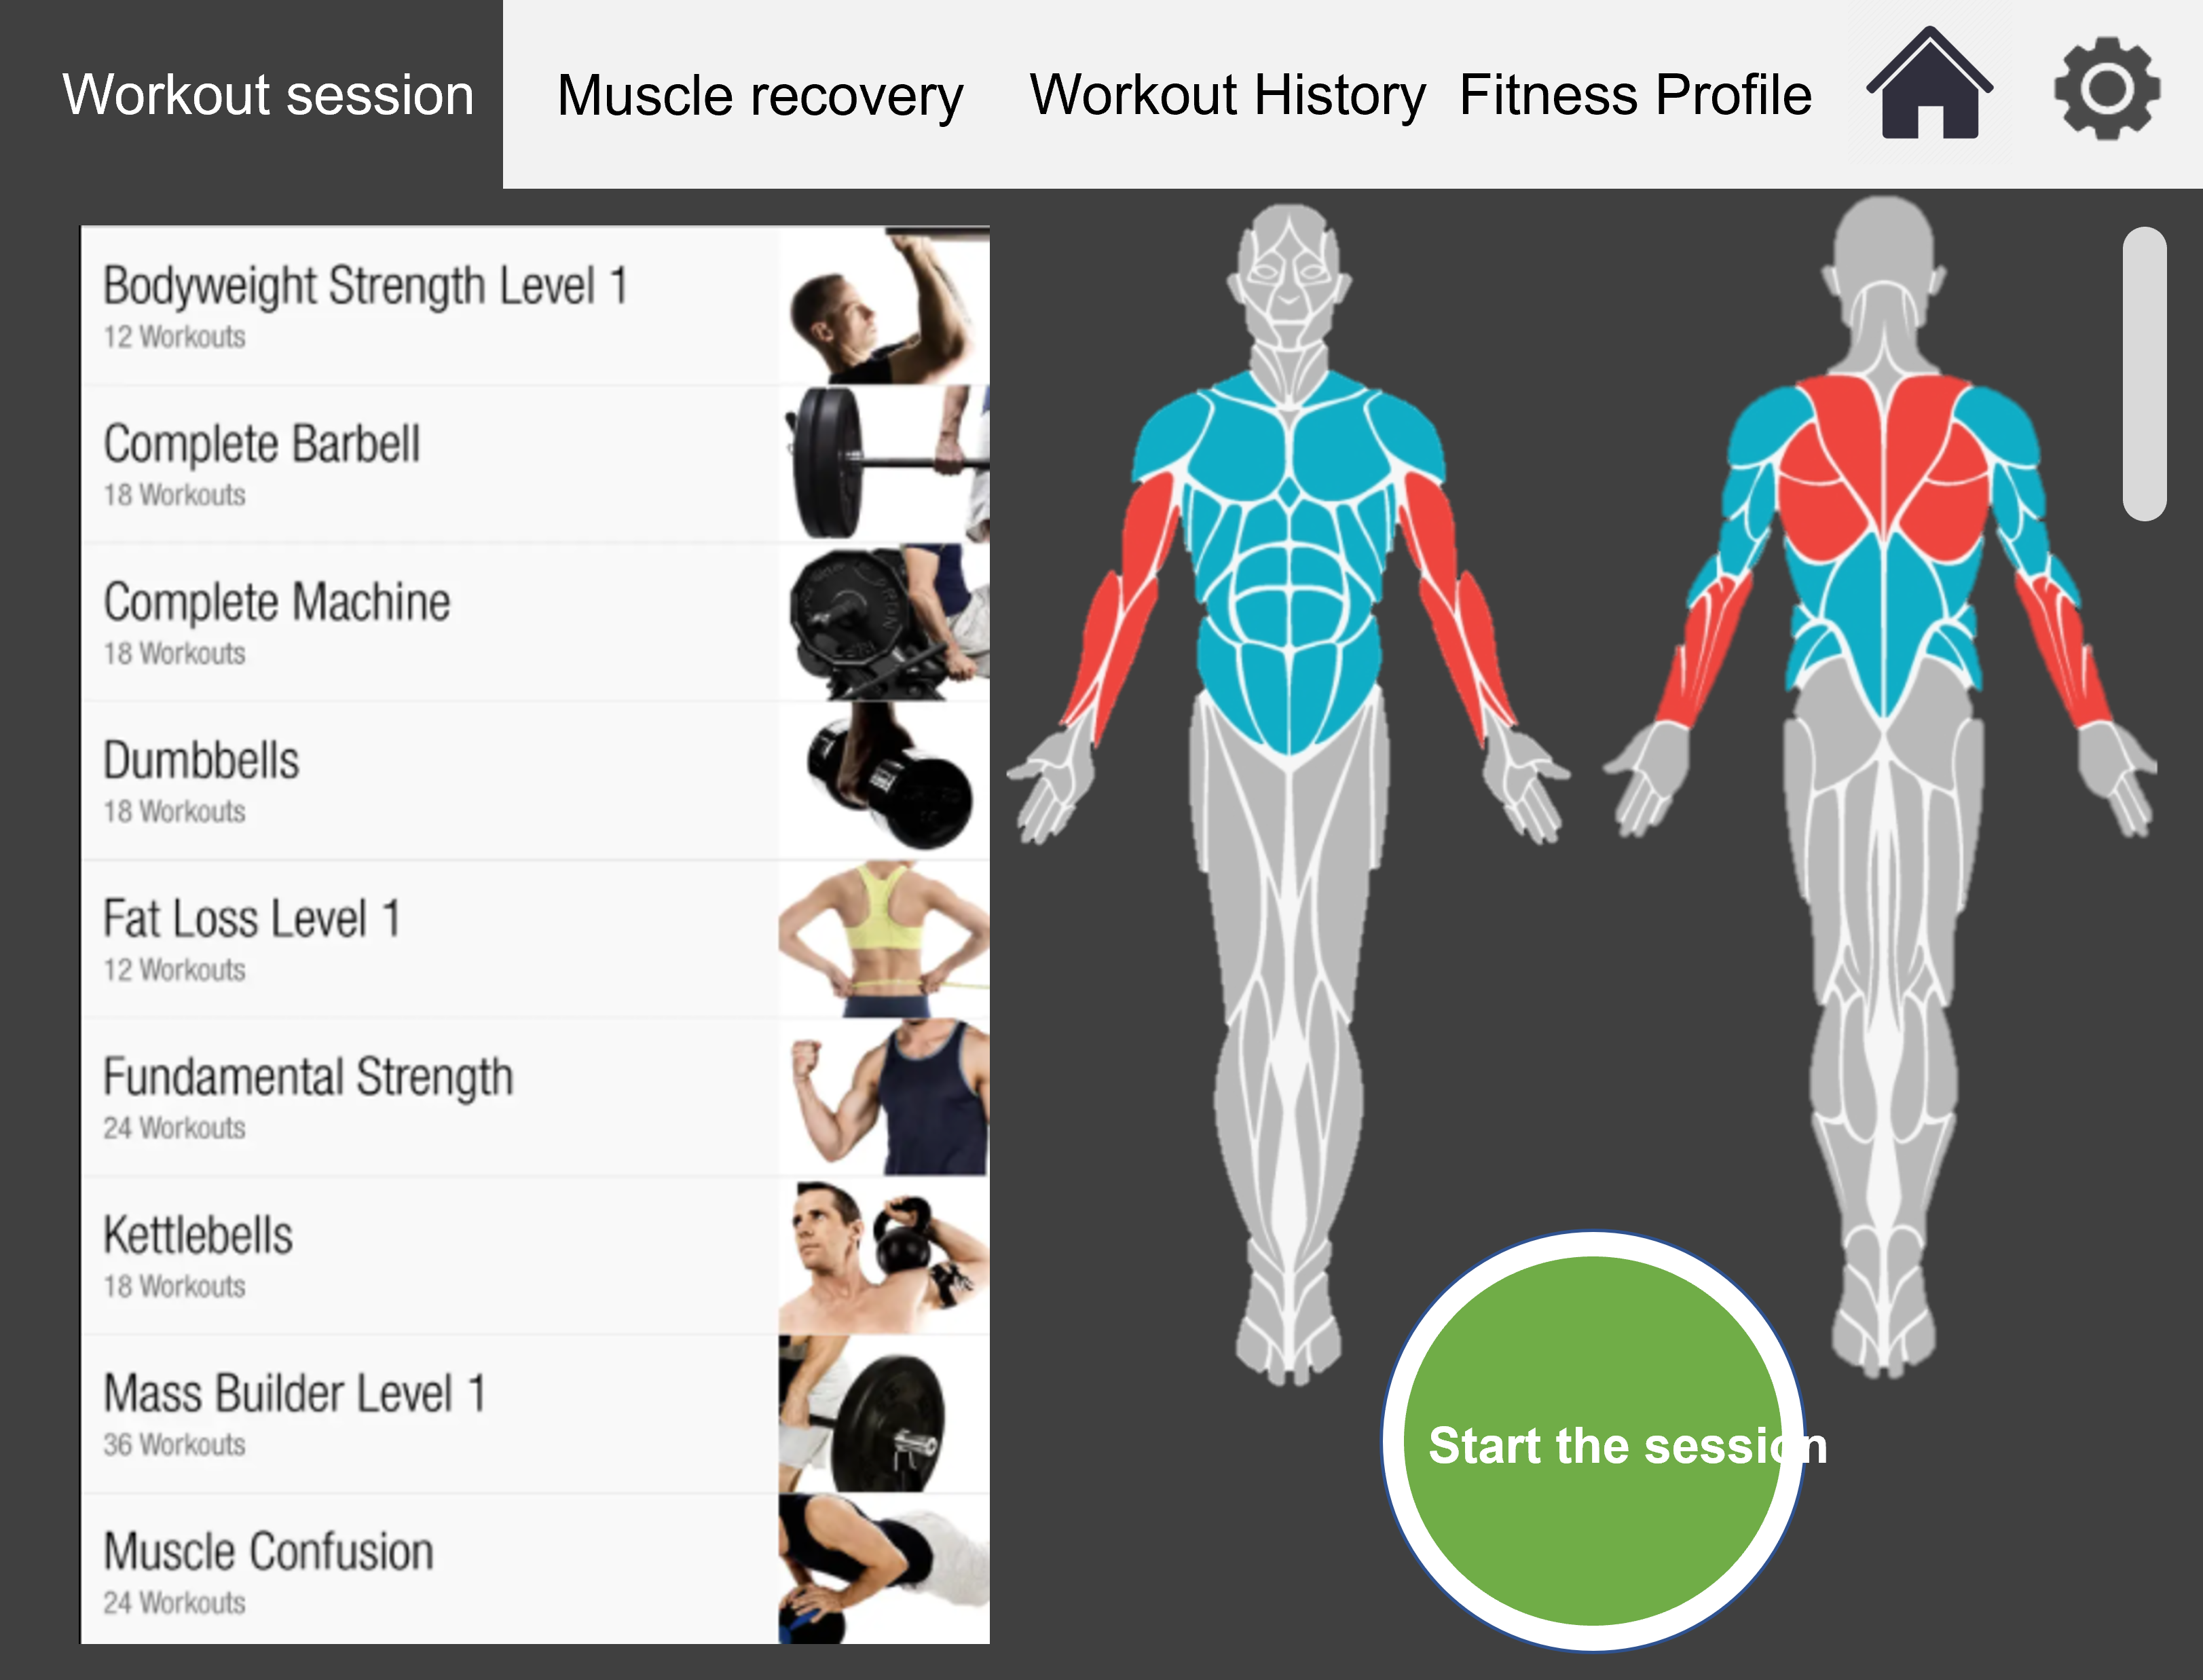 Workout session
Muscle recovery
Workout History
Fitness Profile
Bodyweight Strength Level 1
12 Workouts
Complete Barbell
18 Workouts
Complete Machine
18 Workouts
Dumbbells
18 Workouts
Fat Loss Level 1
12 Workouts
Fundamental Strength
24 Workouts
Kettlebells
18 Workouts
Mass Builder Level 1
36 Workouts
Muscle Confusion
24 Workouts
Start the session